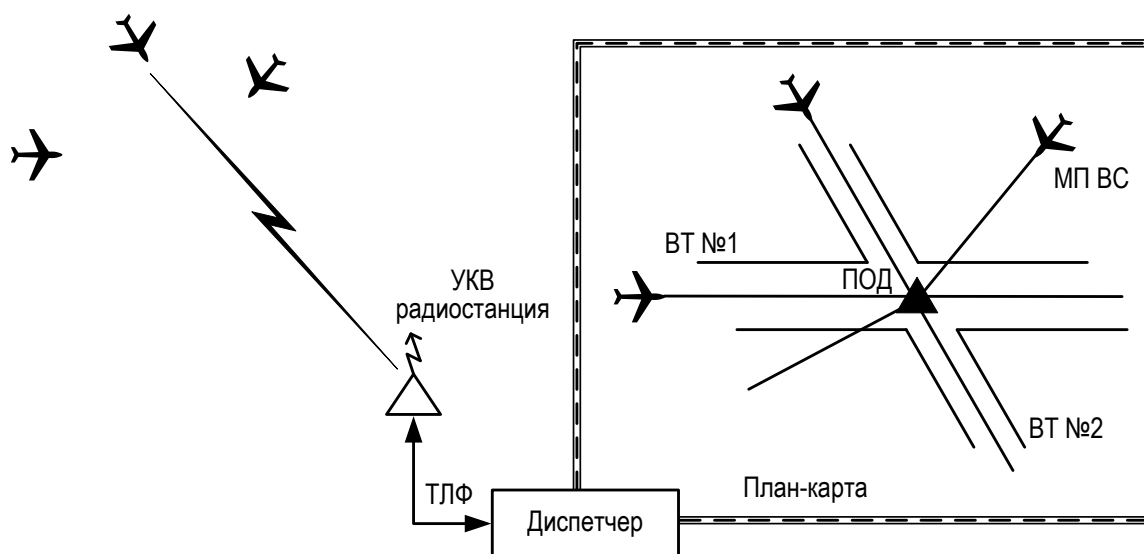 МП ВС
ВТ №1
ПОД
УКВ
радиостанция
ВТ №2
ТЛФ
План-карта
Диспетчер